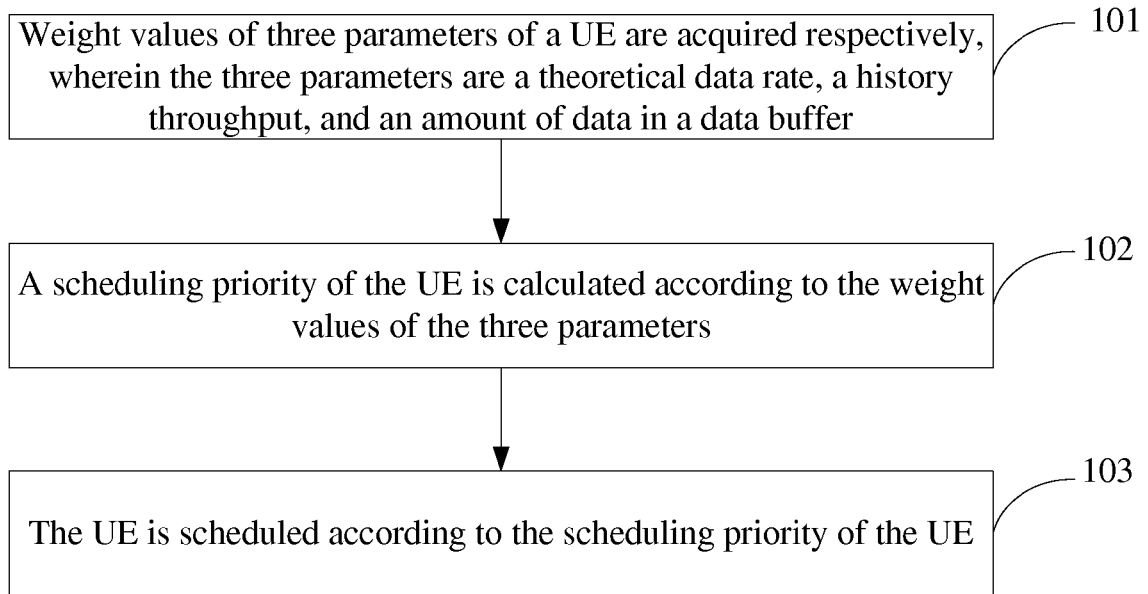 Weight values of three parameters of a UE are acquired respectively,
wherein the three parameters are a theoretical data rate, a history
throughput, and an amount of data in a data buffer
101
A scheduling priority of the UE is calculated according to the weight
values of the three parameters
102
The UE is scheduled according to the scheduling priority of the UE
103